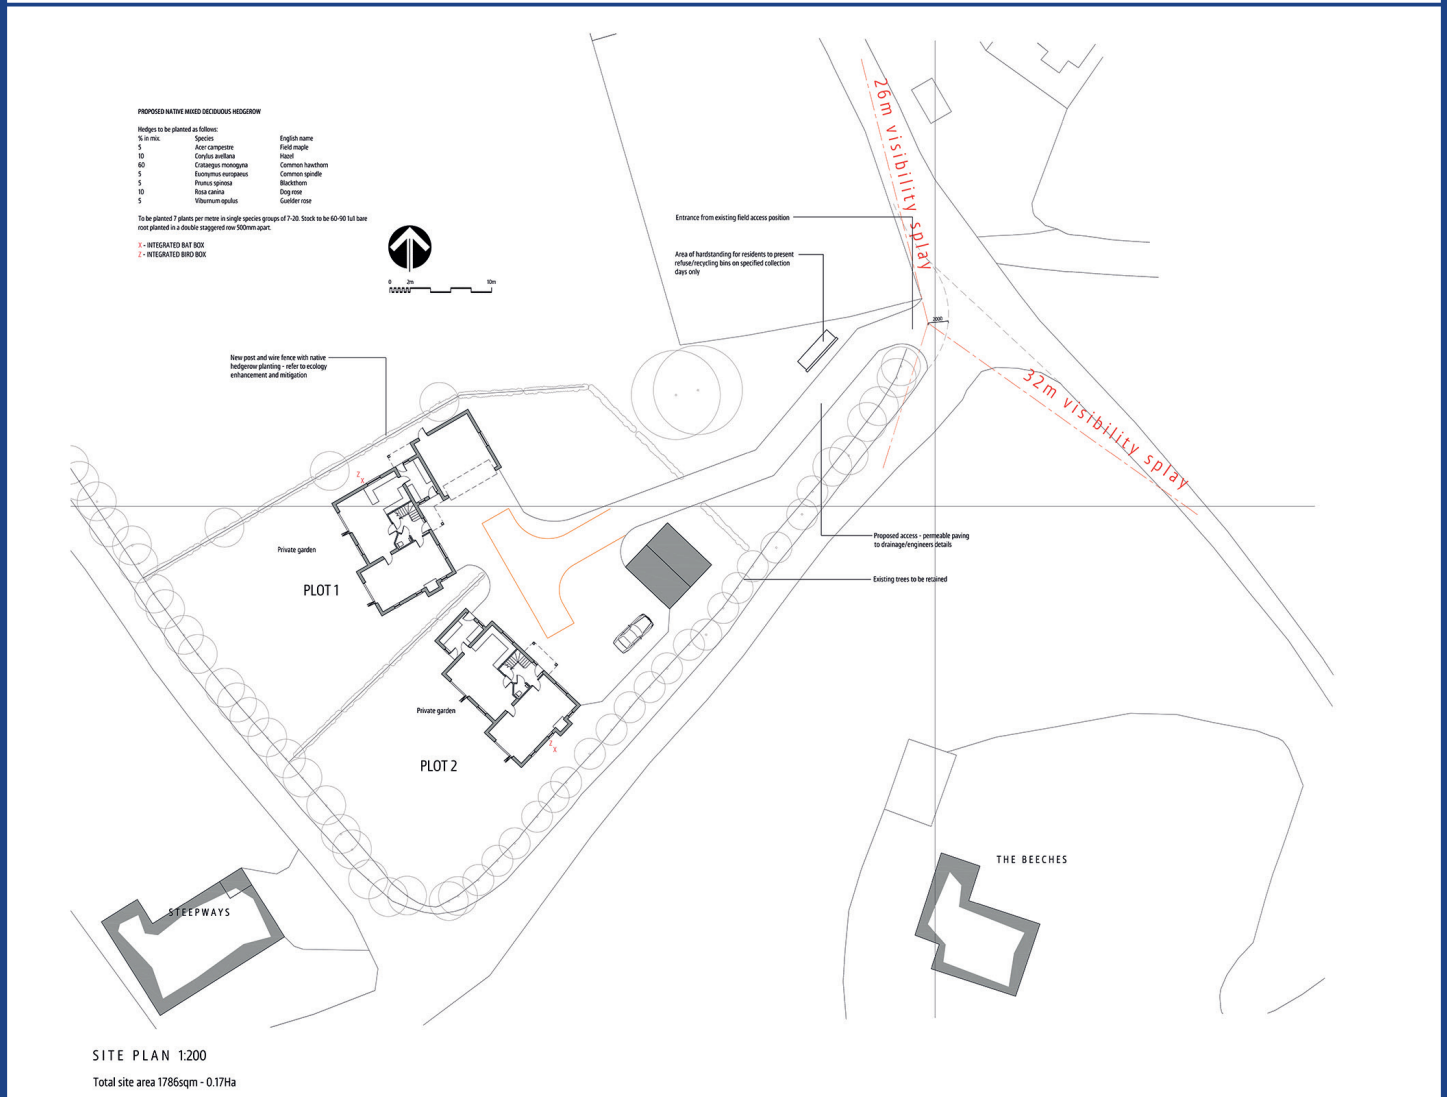 PROPOSED NATIVE MIXED DECIDUOUS HEDGEROW
Hedges to be planted as follows:
% in mix. Species English name
5 Acer campestre Field maple
10 Corylus avellana Hazel
60 Crataegus monogyna Common hawthorn
5 Euonymus europaeus Common spindle
5 Prunus spinosa Blackthorn
10 Rosa canina Dog rose
5 Viburnum opulus Guelder rose
To be planted 7 plants per metre in single species groups of 7-20. Stock to be 60-90 1u1 bare
root planted in a double staggered row 500mm apart.
X - INTEGRATED BAT BOX
Z - INTEGRATED BIRD BOX
0 2m 10m
26m visibility splay
Entrance from existing field access position
Area of hardstanding for residents to present
refuse/recycling bins on specified collection
days only
2000
32m visibility splay
New post and wire fence with native
hedgerow planting - refer to ecology
enhancement and mitigation
Z
X
Private garden
PLOT 1
Proposed access - permeable paving
to drainage/engineers details
Existing trees to be retained
Private garden
Z
X
PLOT 2
THE BEECHES
STEEPWAYS
SITE PLAN 1:200
Total site area 1786sqm - 0.17Ha